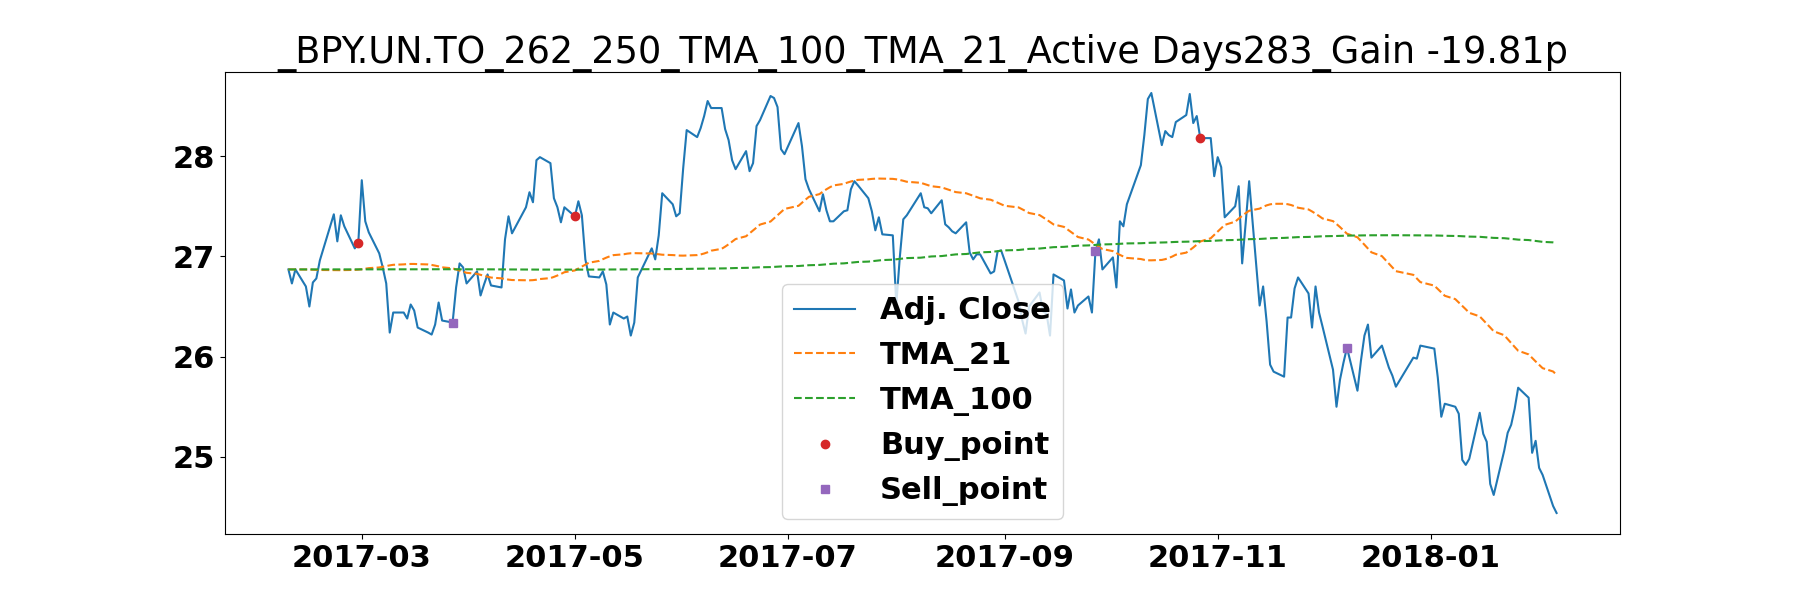 _BPY.UN.TO_262_250_TMA_100_TMA_21_Active Days283_Gain -19.81p
28
27
26
25
Adj. Close
TMA_21
TMA_100
Buy_point
Sell_point
2017-03 2017-05 2017-07 2017-09 2017-11 2018-01